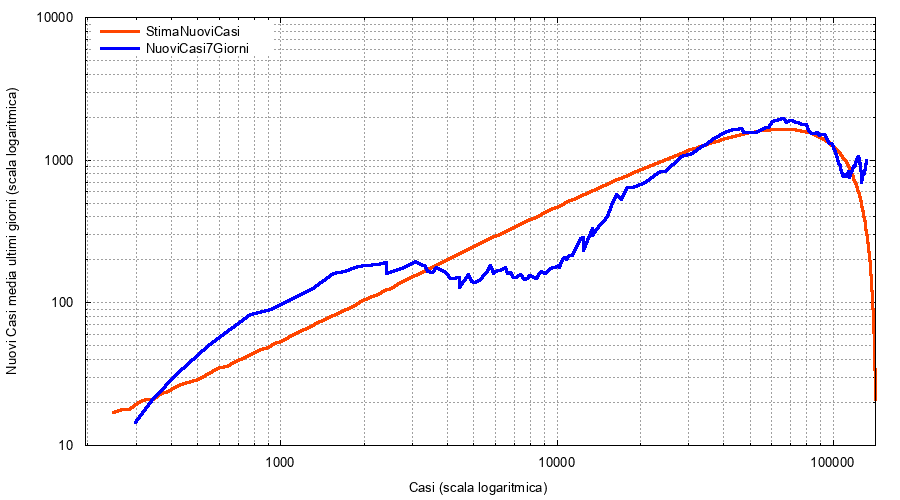 10000
StimaNuoviCasi
NuoviCasi7Giorni
1000
100
10
1000
10000
100000
Nuovi Casi media ultimi giorni (scala logaritmica)
Casi (scala logaritmica)